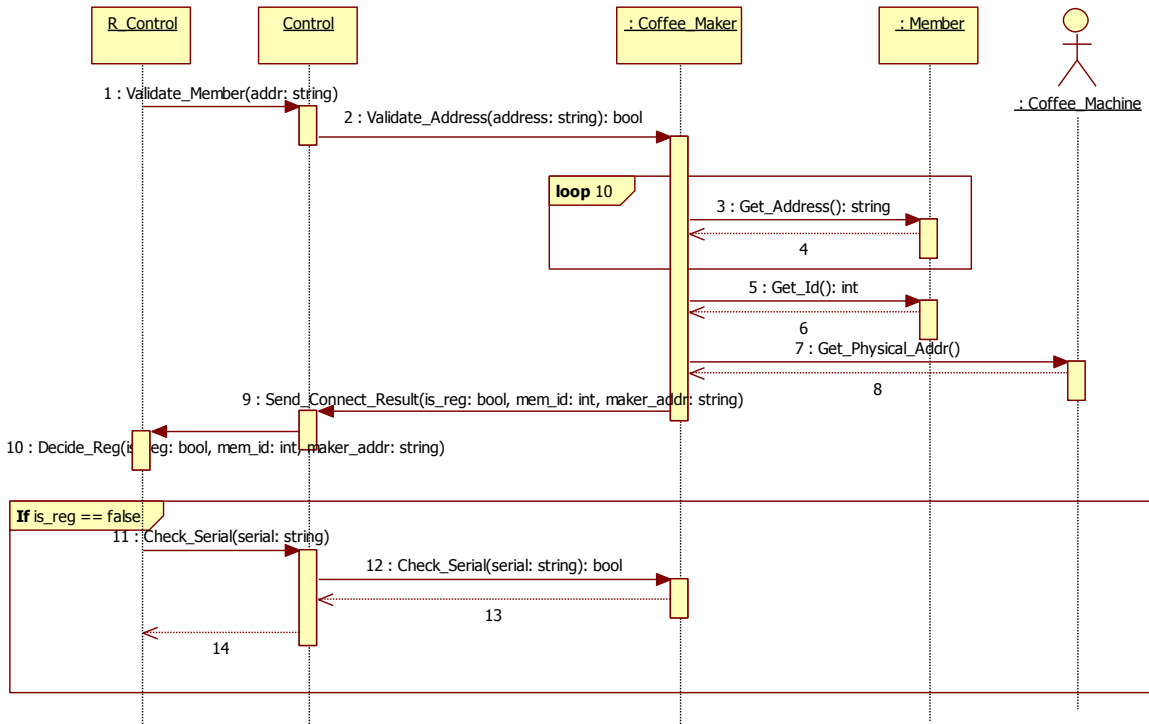 R_Control
Control
: Coffee_Maker
: Member
: Coffee_Machine
1 : Validate_Member(addr: string)
2 : Validate_Address(address: string): bool
loop 10
3 : Get_Address(): string
4
5 : Get_Id(): int
6
7 : Get_Physical_Addr()
8
9 : Send_Connect_Result(is_reg: bool, mem_id: int, maker_addr: string)
10 : Decide_Reg(is_reg: bool, mem_id: int, maker_addr: string)
If is_reg == false
11 : Check_Serial(serial: string)
12 : Check_Serial(serial: string): bool
13
14